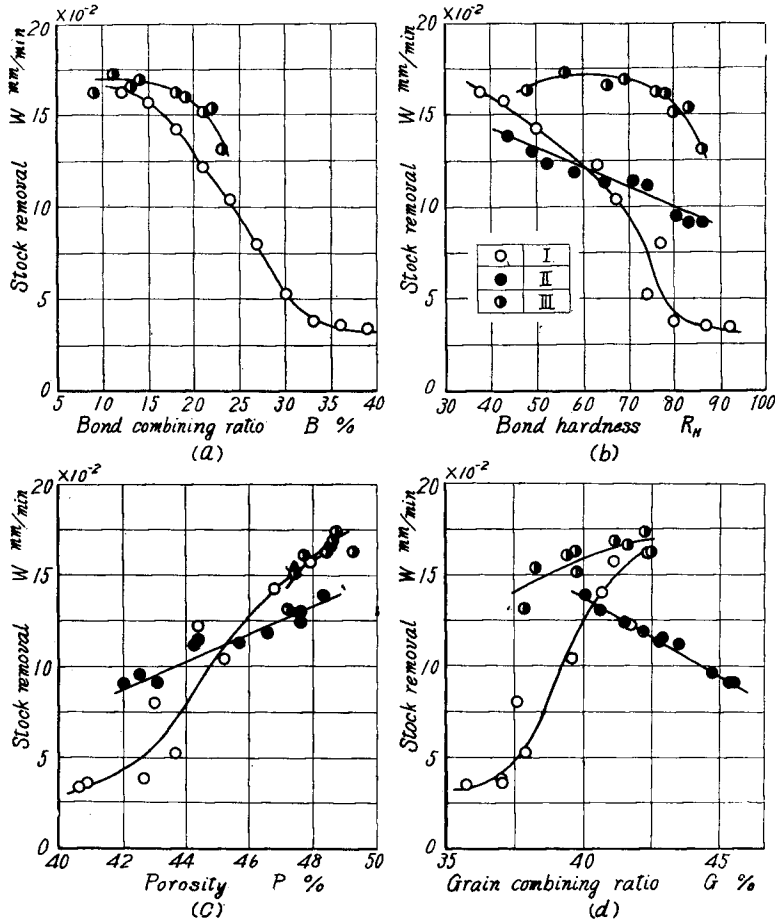 ×10⁻²
20
15
10
5
0
Stock removal W mm/min
5 10 15 20 25 30 35 40
Bond combining ratio B %
(a)
×10⁻²
20
15
10
5
0
Stock removal W mm/min
I
II
III
30 40 50 60 70 80 90 100
Bond hardness R_H
(b)
×10⁻²
20
15
10
5
0
Stock removal W mm/min
40 42 44 46 48 50
Porosity P %
(c)
×10⁻²
20
15
10
5
0
Stock removal W mm/min
35 40 45
Grain combining ratio G %
(d)